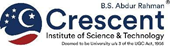 B.S. Abdur Rahman
Crescent
Institute of Science & Technology
Deemed to be University u/s 3 of the UGC Act, 1956